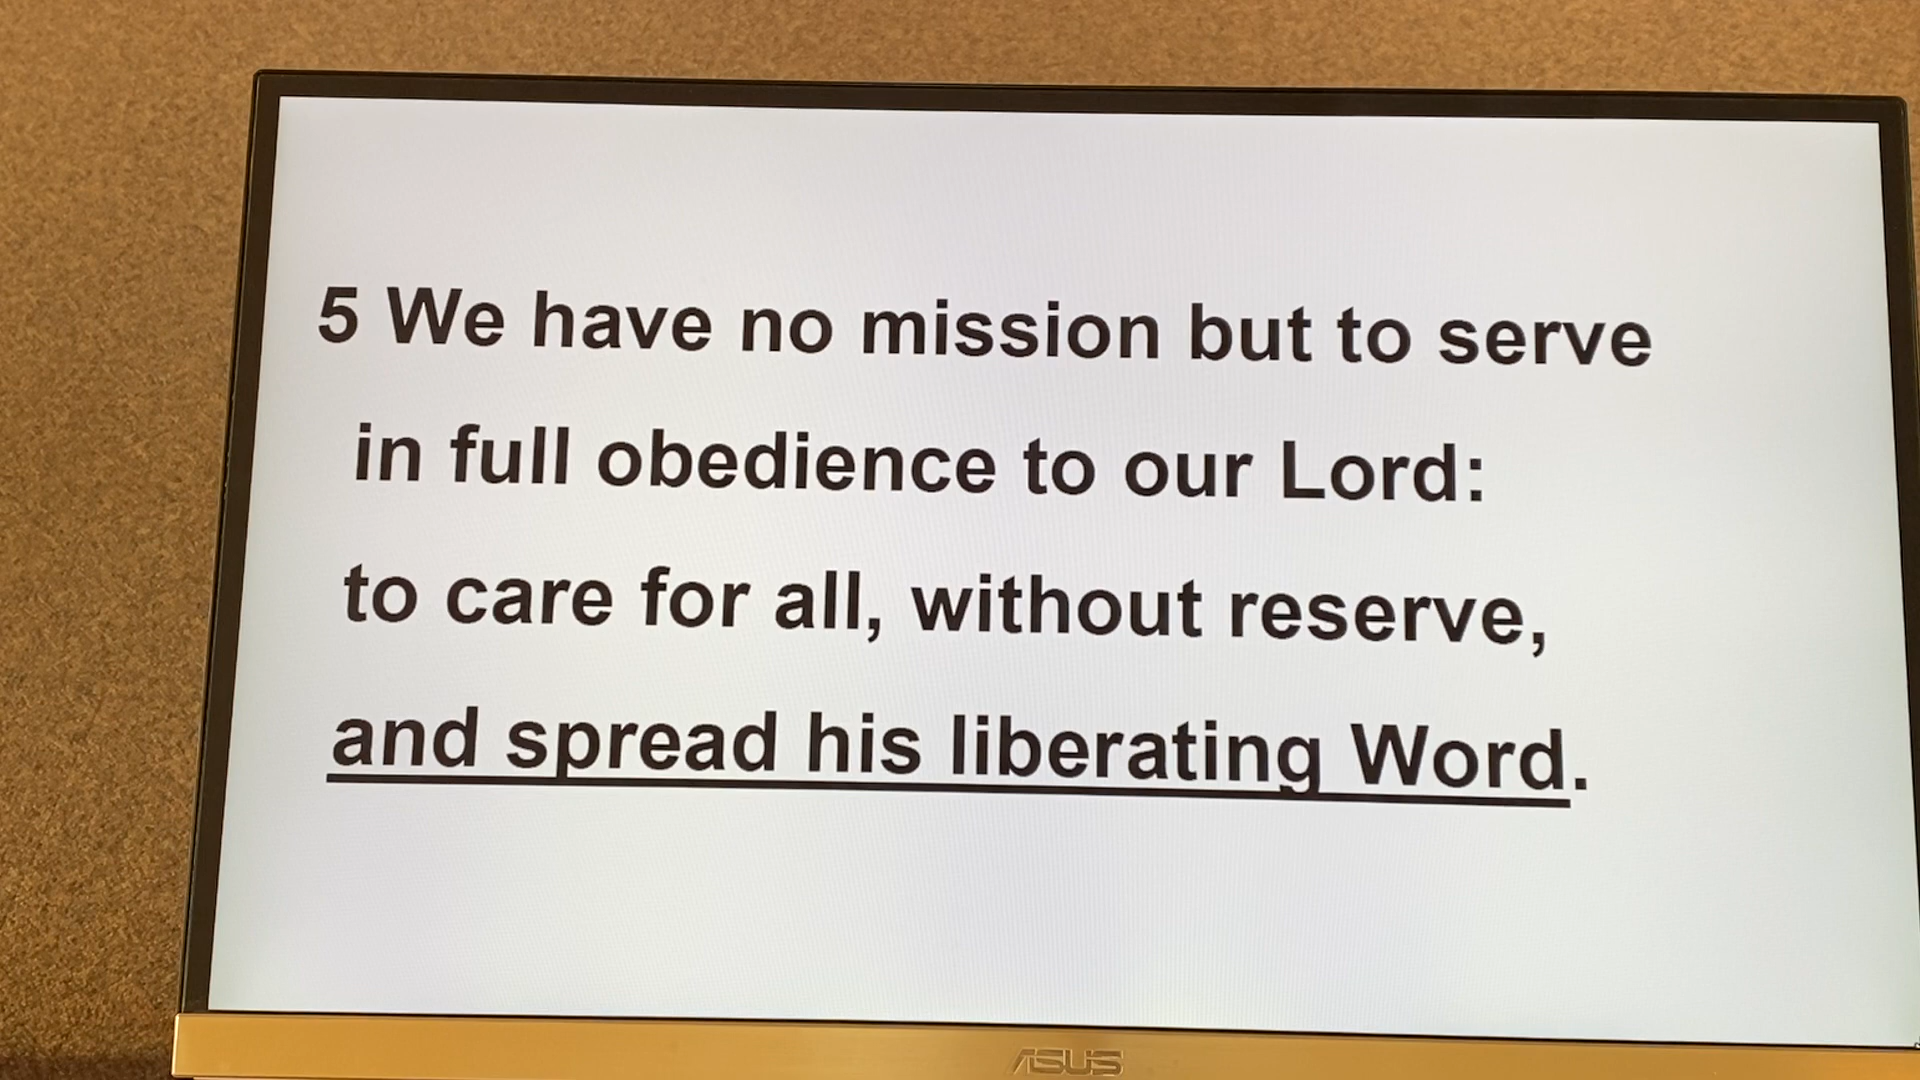 5 We have no mission but to serve
in full obedience to our Lord:
to care for all, without reserve,
and spread his liberating Word.
ASUS